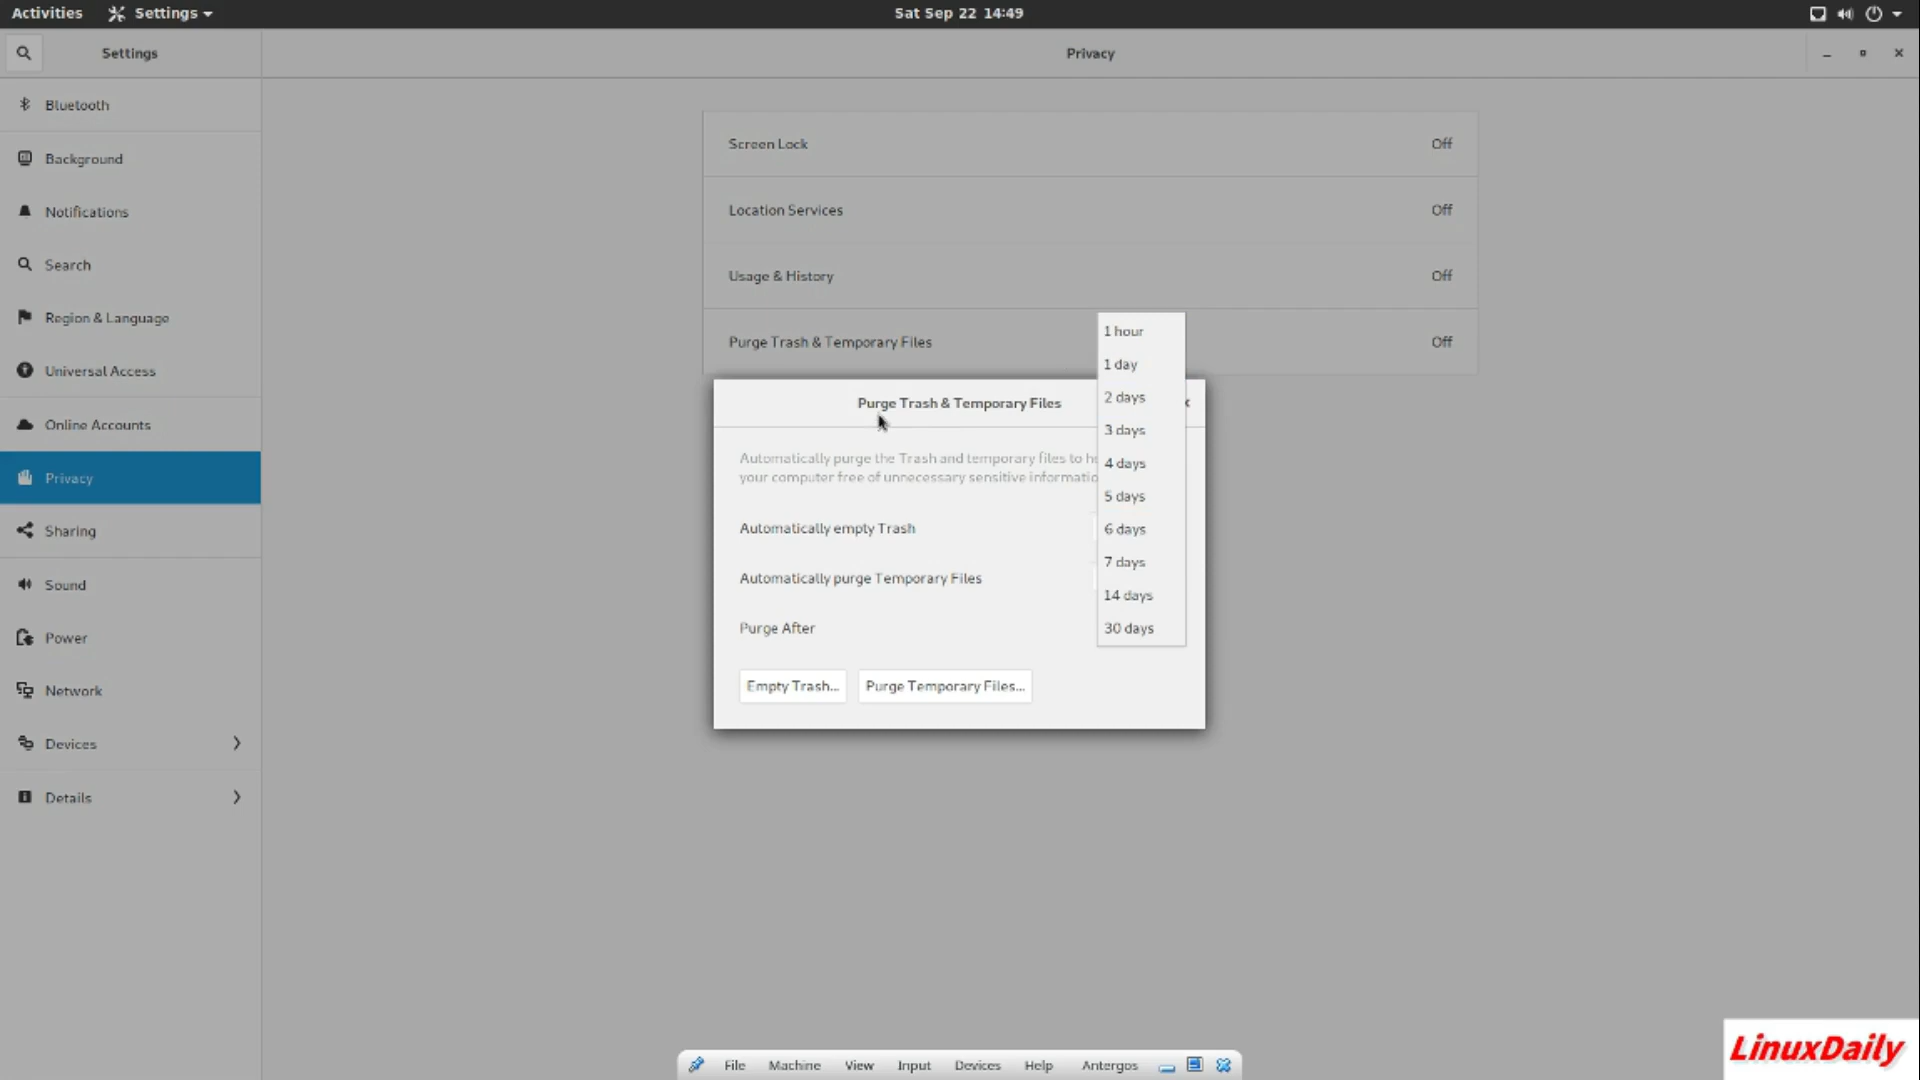 Activities Settings Sat Sep 22 14:49
Settings Privacy
Bluetooth
Background
Notifications
Search
Region & Language
Universal Access
Online Accounts
Privacy
Sharing
Sound
Power
Network
Devices
Details
Screen Lock Off
Location Services Off
Usage & History Off
Purge Trash & Temporary Files Off
Purge Trash & Temporary Files
Automatically purge the Trash and temporary files to
your computer free of unnecessary sensitive
Automatically empty Trash
Automatically purge Temporary Files
Purge After
1 hour
1 day
2 days
3 days
4 days
5 days
6 days
7 days
14 days
30 days
Empty Trash... Purge Temporary Files...
File Machine View Input Devices Help Antergos
LinuxDaily